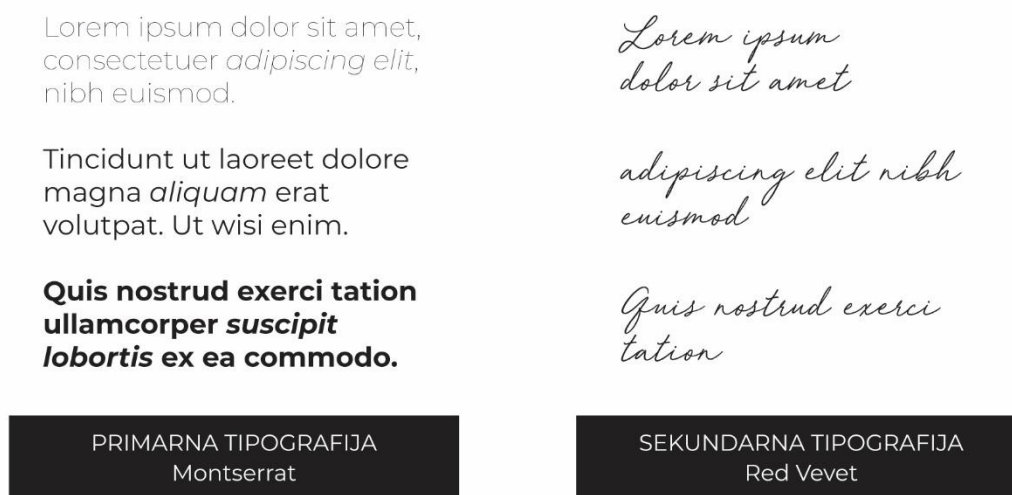 Lorem ipsum dolor sit amet,
consectetuer adipiscing elit,
nibh euismod.
Tincidunt ut laoreet dolore
magna aliquam erat
volutpat. Ut wisi enim.
Quis nostrud exerci tation
ullamcorper suscipit
lobortis ex ea commodo.
PRIMARNA TIPOGRAFIJA
Montserrat
Lorem ipsum
dolor sit amet
adipiscing elit nibh
euismod
Quis nostrud exerci
tation
SEKUNDARNA TIPOGRAFIJA
Red Vevet